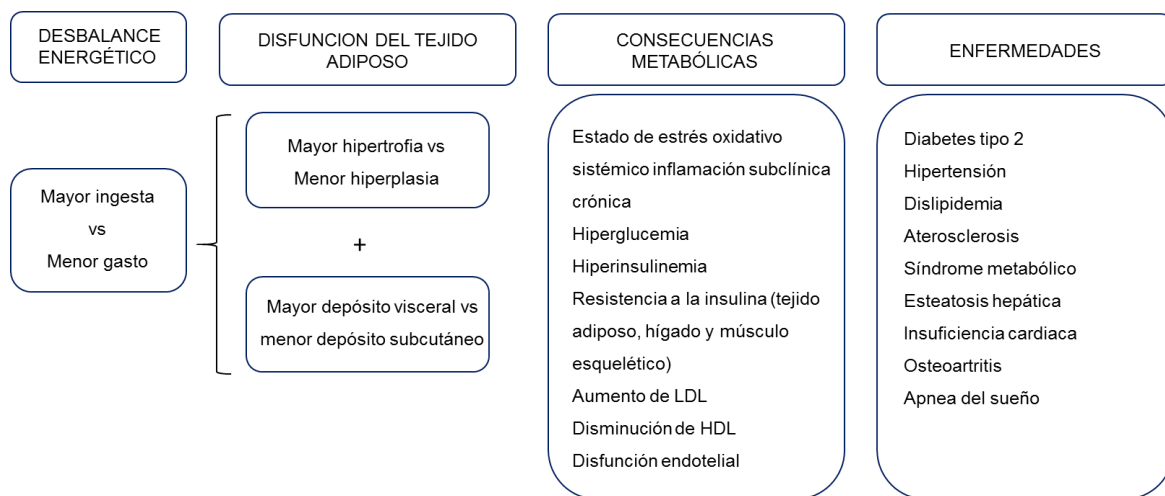 DESBALANCE
ENERGÉTICO
DISFUNCION DEL TEJIDO
ADIPOSO
CONSECUENCIAS
METABÓLICAS
ENFERMEDADES
Mayor ingesta
vs
Menor gasto
Mayor hipertrofia vs
Menor hiperplasia
+
Mayor depósito visceral vs
menor depósito subcutáneo
Estado de estrés oxidativo
sistémico inflamación subclínica
crónica
Hiperglucemia
Hiperinsulinemia
Resistencia a la insulina (tejido
adiposo, hígado y músculo
esquelético)
Aumento de LDL
Disminución de HDL
Disfunción endotelial
Diabetes tipo 2
Hipertensión
Dislipidemia
Aterosclerosis
Síndrome metabólico
Esteatosis hepática
Insuficiencia cardiaca
Osteoartritis
Apnea del sueño